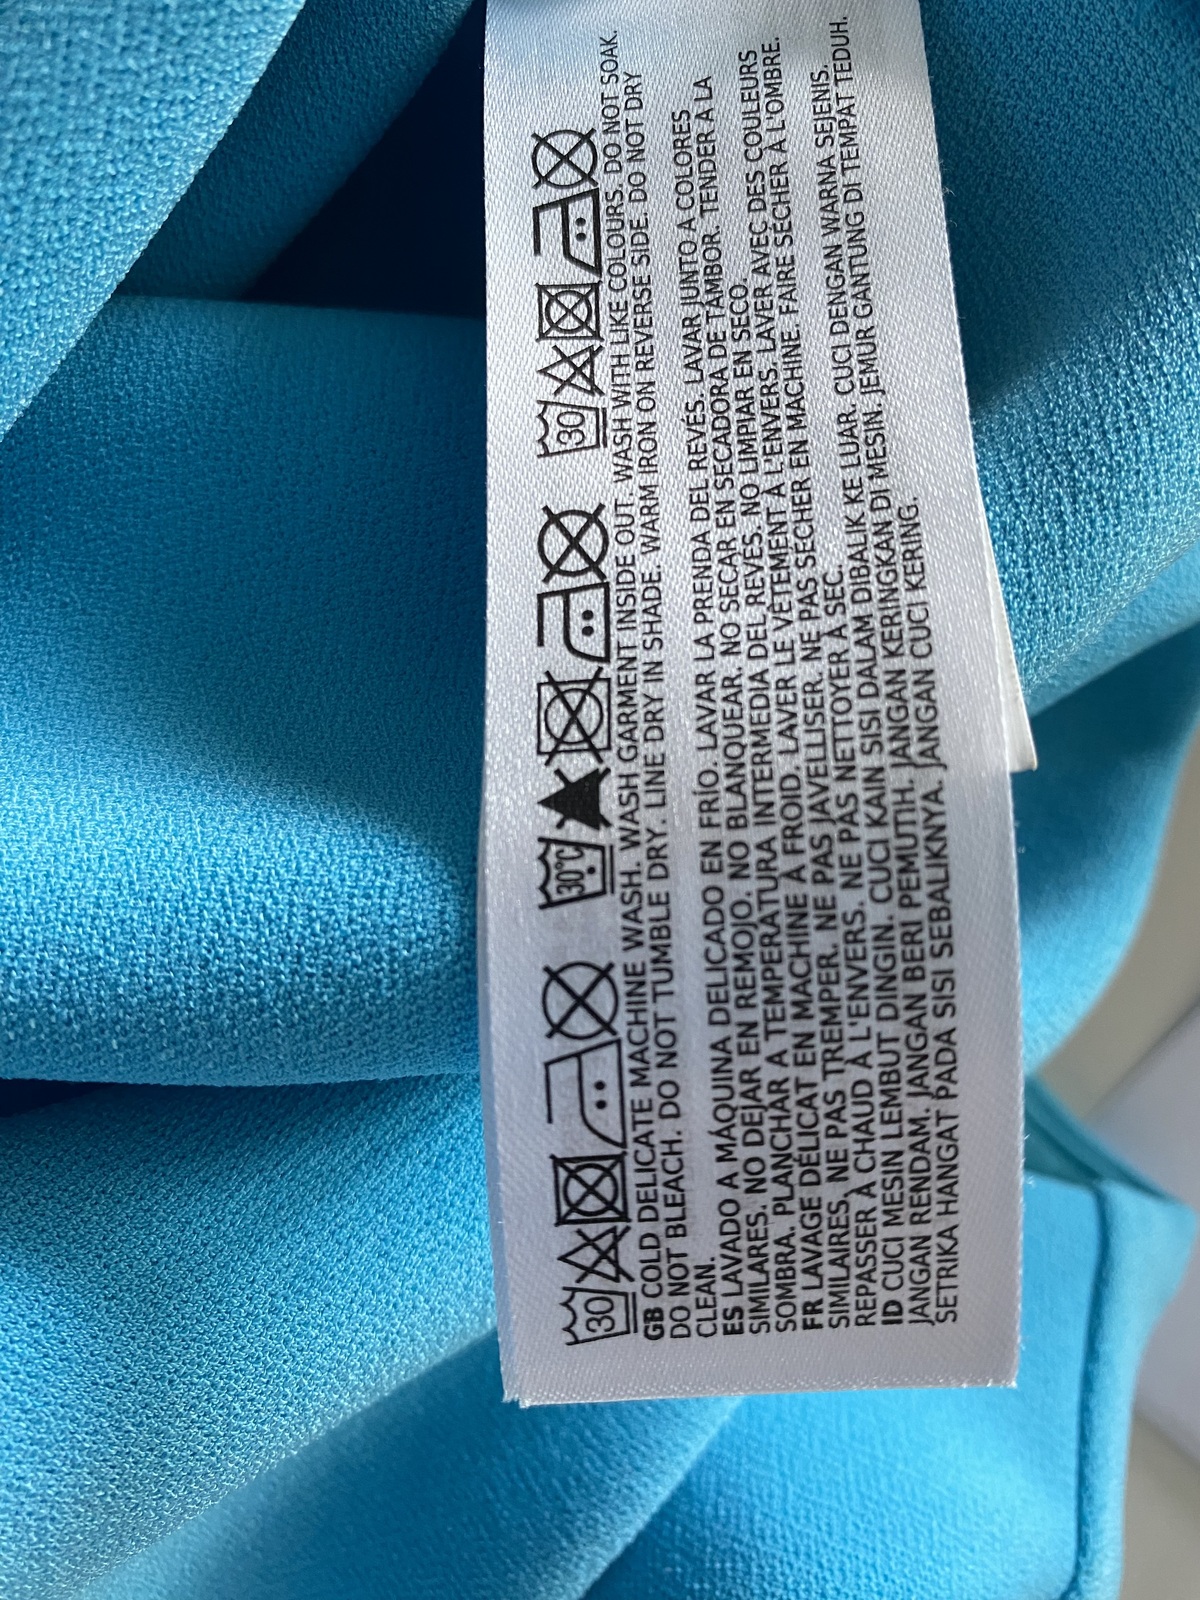 30 30°C 30
GB COLD DELICATE MACHINE WASH. WASH GARMENT INSIDE OUT. WASH WITH LIKE COLOURS. DO NOT SOAK.
DO NOT BLEACH. DO NOT TUMBLE DRY. LINE DRY IN SHADE. WARM IRON ON REVERSE SIDE. DO NOT DRY
CLEAN.
ES LAVADO A MÁQUINA DELICADO EN FRÍO. LAVAR LA PRENDA DEL REVÉS. LAVAR JUNTO A COLORES
SIMILARES. NO DEJAR EN REMOJO. NO BLANQUEAR. NO SECAR EN SECADORA DE TAMBOR. TENDER A LA
SOMBRA. PLANCHAR A TEMPERATURA INTERMEDIA DEL REVÉS. NO LIMPIAR EN SECO.
FR LAVAGE DÉLICAT EN MACHINE À FROID. LAVER LE VÊTEMENT À L'ENVERS. LAVER AVEC DES COULEURS
SIMILAIRES. NE PAS TREMPER. NE PAS JAVELLISER. NE PAS SÉCHER EN MACHINE. FAIRE SÉCHER À L'OMBRE.
REPASSER À CHAUD À L'ENVERS. NE PAS NETTOYER À SEC.
ID CUCI MESIN LEMBUT DINGIN. CUCI KAIN SISI DALAM DIBALIK KE LUAR. CUCI DENGAN WARNA SEJENIS.
JANGAN RENDAM. JANGAN BERI PEMUTIH. JANGAN KERINGKAN DI MESIN. JEMUR GANTUNG DI TEMPAT TEDUH.
SETRIKA HANGAT PADA SISI SEBALIKNYA. JANGAN CUCI KERING.